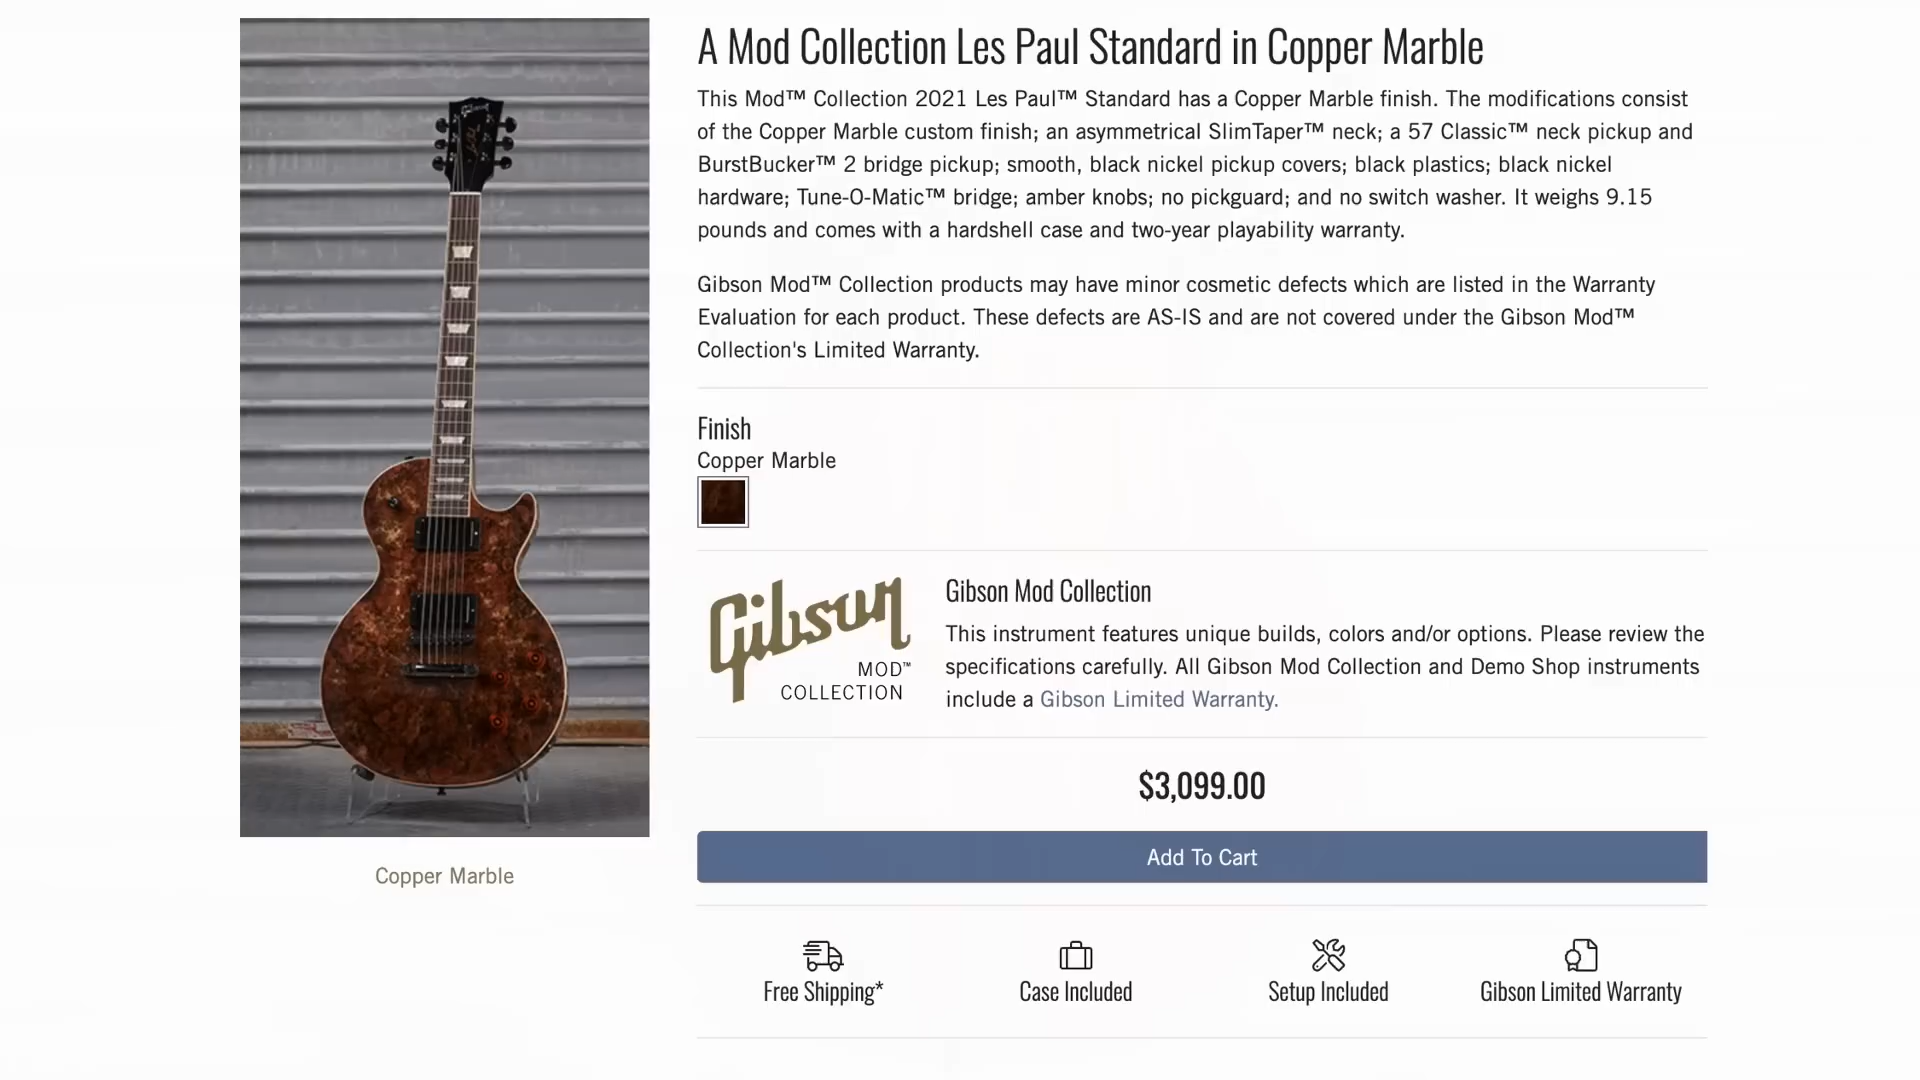 A Mod Collection Les Paul Standard in Copper Marble
This Mod™ Collection 2021 Les Paul™ Standard has a Copper Marble finish. The modifications consist
of the Copper Marble custom finish; an asymmetrical SlimTaper™ neck; a 57 Classic™ neck pickup and
BurstBucker™ 2 bridge pickup; smooth, black nickel pickup covers; black plastics; black nickel
hardware; Tune-O-Matic™ bridge; amber knobs; no pickguard; and no switch washer. It weighs 9.15
pounds and comes with a hardshell case and two-year playability warranty.
Gibson Mod™ Collection products may have minor cosmetic defects which are listed in the Warranty
Evaluation for each product. These defects are AS-IS and are not covered under the Gibson Mod™
Collection's Limited Warranty.
Finish
Copper Marble
Gibson
MOD™
COLLECTION
Gibson Mod Collection
This instrument features unique builds, colors and/or options. Please review the
specifications carefully. All Gibson Mod Collection and Demo Shop instruments
include a Gibson Limited Warranty.
$3,099.00
Add To Cart
Free Shipping*
Case Included
Setup Included
Gibson Limited Warranty
Gibson
Copper Marble